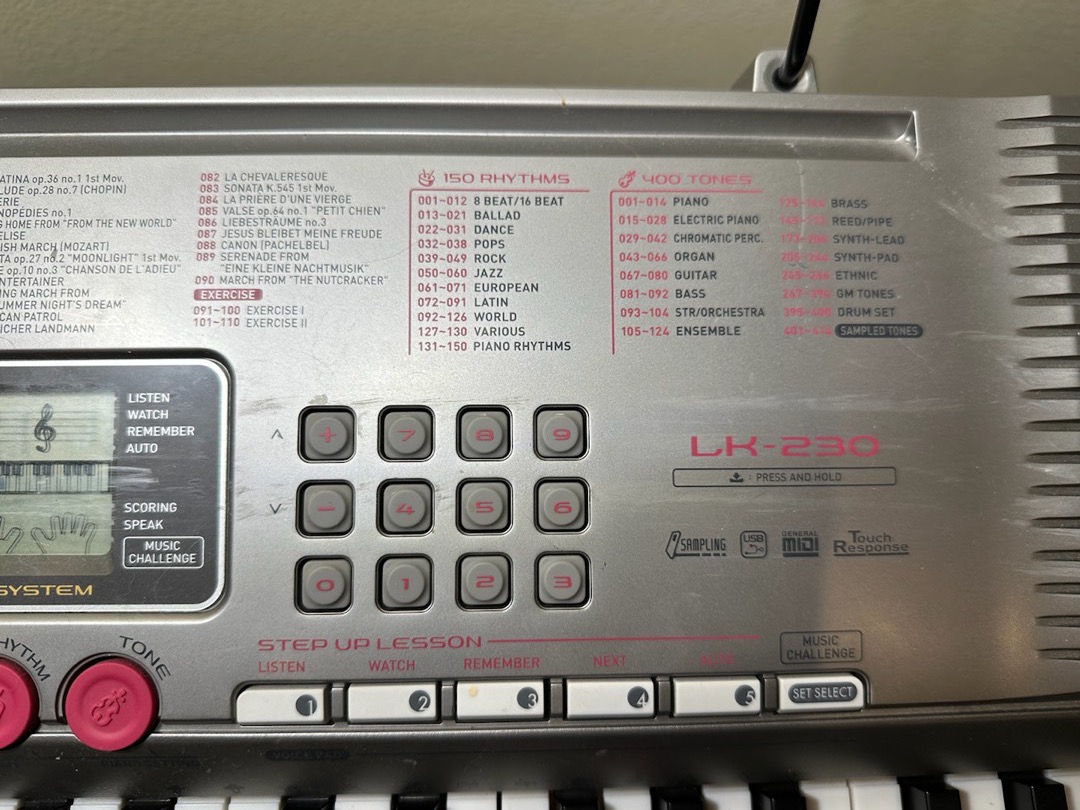 ATINA op.36 no.1 1st Mov.
LUDE op.28 no.7 (CHOPIN)
ERIE
NOPÉDIES no.1
G HOME FROM "FROM THE NEW WORLD"
ELISE
ISH MARCH (MOZART)
TA op.27 no.2 "MOONLIGHT" 1st Mov.
E op.10 no.3 "CHANSON DE L'ADIEU"
NTERTAINER
ING MARCH FROM
UMMER NIGHT'S DREAM"
CAN PATROL
ICHER LANDMANN
082 LA CHEVALERESQUE
083 SONATA K.545 1st Mov.
084 LA PRIÈRE D'UNE VIERGE
085 VALSE op.64 no.1 "PETIT CHIEN"
086 LIEBESTRÄUME no.3
087 JESUS BLEIBET MEINE FREUDE
088 CANON (PACHELBEL)
089 SERENADE FROM
"EINE KLEINE NACHTMUSIK"
090 MARCH FROM "THE NUTCRACKER"
EXERCISE
091~100 EXERCISE I
101~110 EXERCISE II
150 RHYTHMS
001~012 8 BEAT/16 BEAT
013~021 BALLAD
022~031 DANCE
032~038 POPS
039~049 ROCK
050~060 JAZZ
061~071 EUROPEAN
072~091 LATIN
092~126 WORLD
127~130 VARIOUS
131~150 PIANO RHYTHMS
400 TONES
001~014 PIANO
015~028 ELECTRIC PIANO
029~042 CHROMATIC PERC.
043~066 ORGAN
067~080 GUITAR
081~092 BASS
093~104 STR/ORCHESTRA
105~124 ENSEMBLE
BRASS
REED/PIPE
SYNTH-LEAD
SYNTH-PAD
ETHNIC
GM TONES
DRUM SET
SAMPLED TONES
LISTEN
WATCH
REMEMBER
AUTO
SCORING
SPEAK
MUSIC
CHALLENGE
SYSTEM
+ 7 8 9
− 4 5 6
0 1 2 3
LK-230
: PRESS AND HOLD
SAMPLING
USB
GENERAL
MIDI
Touch
Response
HYTHM
TONE
STEP UP LESSON
LISTEN WATCH REMEMBER NEXT AUTO
MUSIC
CHALLENGE
1 2 3 4 5 SET SELECT
VOICE PAD